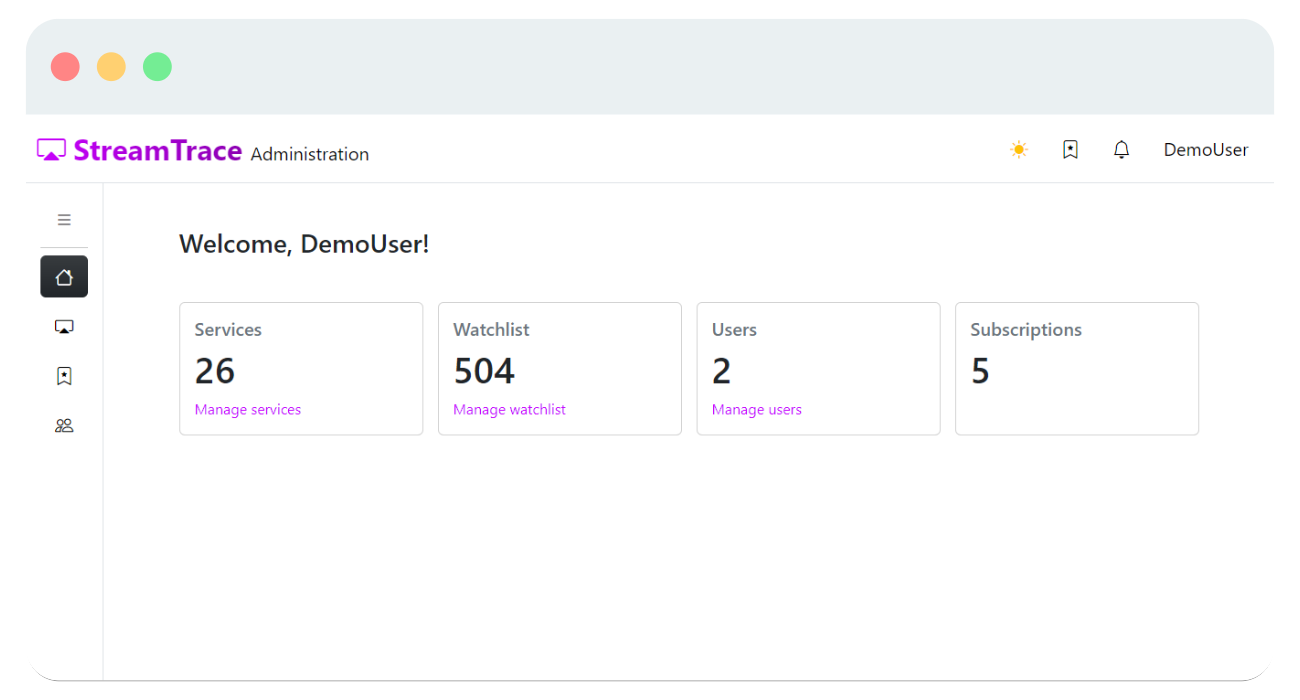 StreamTrace Administration DemoUser
Welcome, DemoUser!
Services
26
Manage services
Watchlist
504
Manage watchlist
Users
2
Manage users
Subscriptions
5